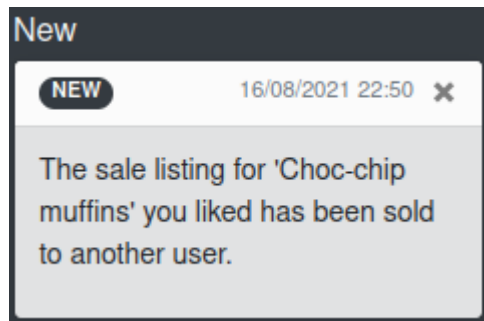 New
NEW 16/08/2021 22:50 ✖
The sale listing for 'Choc-chip
muffins' you liked has been sold
to another user.